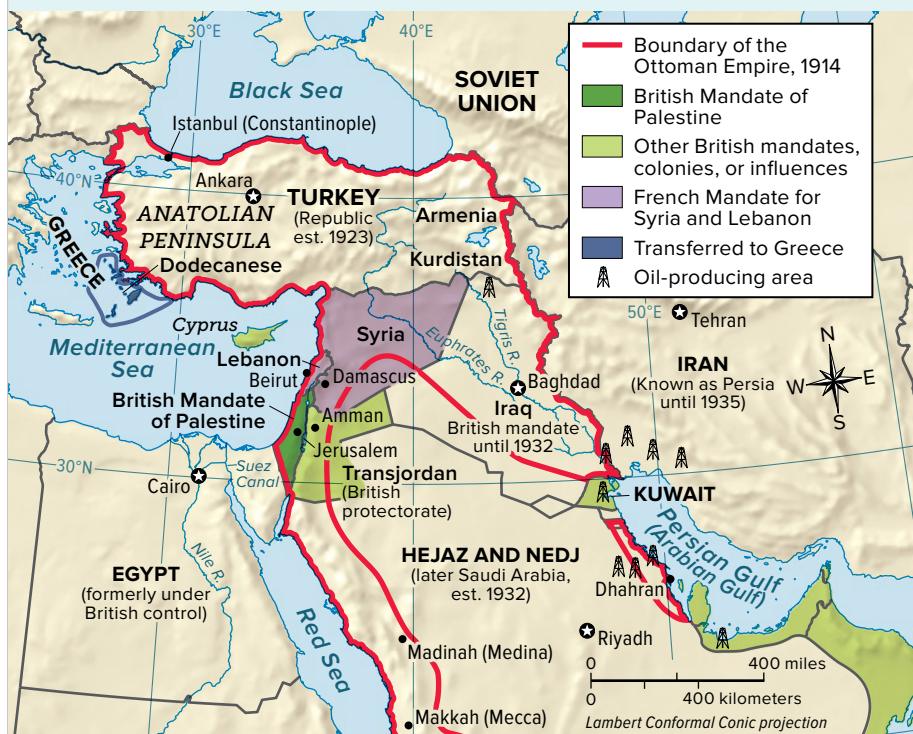 30°E
40°E
Black Sea
SOVIET
UNION
Istanbul (Constantinople)
40°N
Ankara
TURKEY
(Republic
est. 1923)
ANATOLIAN
PENINSULA
Armenia
Kurdistan
GREECE
Dodecanese
Boundary of the
Ottoman Empire, 1914
British Mandate of
Palestine
Other British mandates,
colonies, or influences
French Mandate for
Syria and Lebanon
Transferred to Greece
Oil-producing area
50°E
Tehran
Cyprus
Mediterranean
Sea
Syria
Euphrates R.
Tigris R.
IRAN
(Known as Persia
until 1935)
N
W
E
S
Lebanon
Beirut
Damascus
Baghdad
British Mandate
of Palestine
Amman
Jerusalem
Iraq
British mandate
until 1932
30°N
Suez
Canal
Cairo
Transjordan
(British
protectorate)
KUWAIT
Persian Gulf
(Arabian Gulf)
EGYPT
(formerly under
British control)
Nile R.
HEJAZ AND NEDJ
(later Saudi Arabia,
est. 1932)
Dhahran
Red Sea
Riyadh
Madinah (Medina)
Makkah (Mecca)
0
400 miles
0
400 kilometers
Lambert Conformal Conic projection